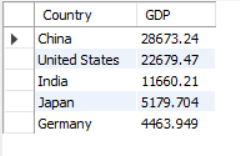 Country GDP
China 28673.24
United States 22679.47
India 11660.21
Japan 5179.704
Germany 4463.949